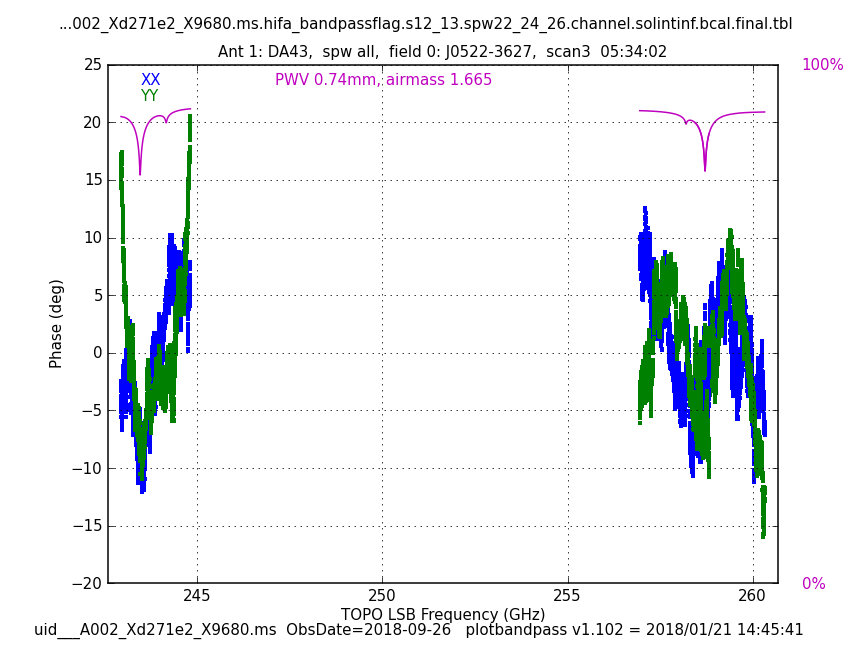 ...002_Xd271e2_X9680.ms.hifa_bandpassflag.s12_13.spw22_24_26.channel.solintinf.bcal.final.tbl
Ant 1: DA43,  spw all,  field 0: J0522-3627,  scan3  05:34:02
25
100%
XX
PWV 0.74mm, airmass 1.665
YY
20
15
10
5
0
−5
−10
−15
−20
0%
Phase (deg)
245
250
255
260
TOPO LSB Frequency (GHz)
uid___A002_Xd271e2_X9680.ms  ObsDate=2018-09-26   plotbandpass v1.102 = 2018/01/21 14:45:41